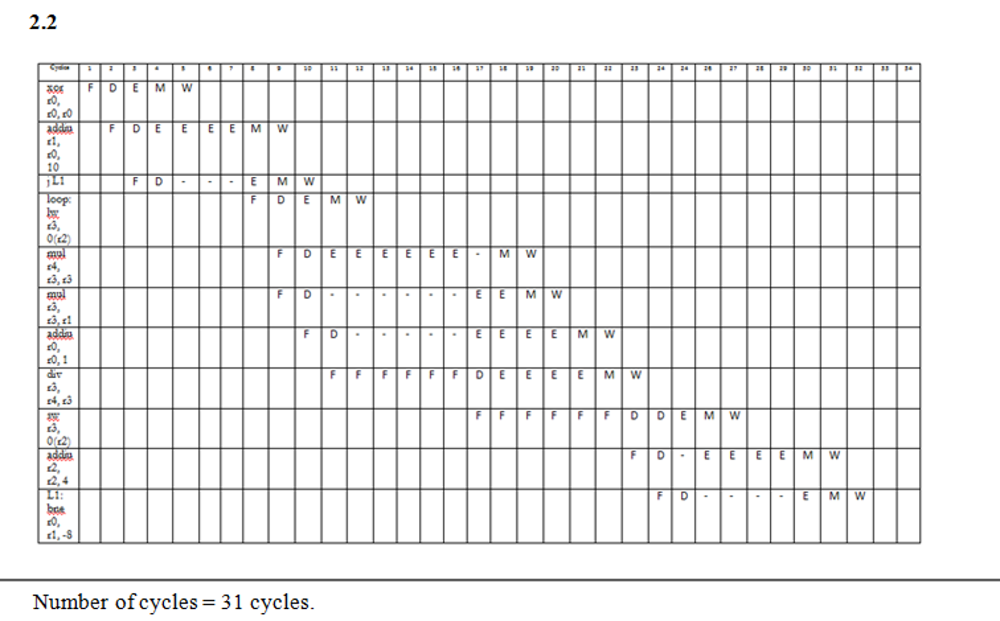 2.2
Cycles 1 2 3 4 5 6 7 8 9 10 11 12 13 14 15 16 17 18 19 20 21 22 23 24 24 26 27 28 29 30 31 32 33 34
xor F D E M W
r0,
r0, r0
addiu F D E E E E M W
r1,
r0,
10
j L1 F D - - - E M W
loop: F D E M W
lw
r3,
0(r2)
mul F D E E E E E E - M W
r4,
r3, r3
mul F D - - - - - - E E M W
r3,
r3, r1
addiu F D - - - - - E E E E M W
r0,
r0, 1
div F F F F F F D E E E E M W
r3,
r4, r3
sw F F F F F F D D E M W
r3,
0(r2)
addiu F D - E E E E M W
r2,
r2, 4
L1: F D - - - - E M W
bne
r0,
r1, -8
Number of cycles = 31 cycles.